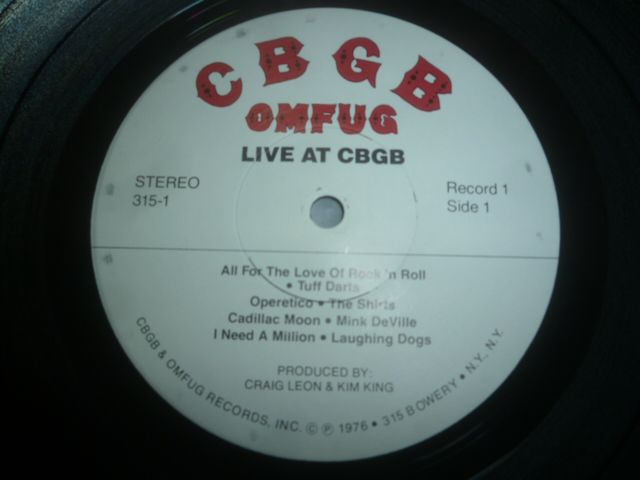 CBGB
OMFUG
LIVE AT CBGB
STEREO
315-1
Record 1
Side 1
All For The Love Of Rock 'n Roll
• Tuff Darts
Operetico • The Shirts
Cadillac Moon • Mink DeVille
I Need A Million • Laughing Dogs
PRODUCED BY:
CRAIG LEON & KIM KING
CBGB & OMFUG RECORDS, INC. © ℗ 1976 • 315 BOWERY • N.Y., N.Y.